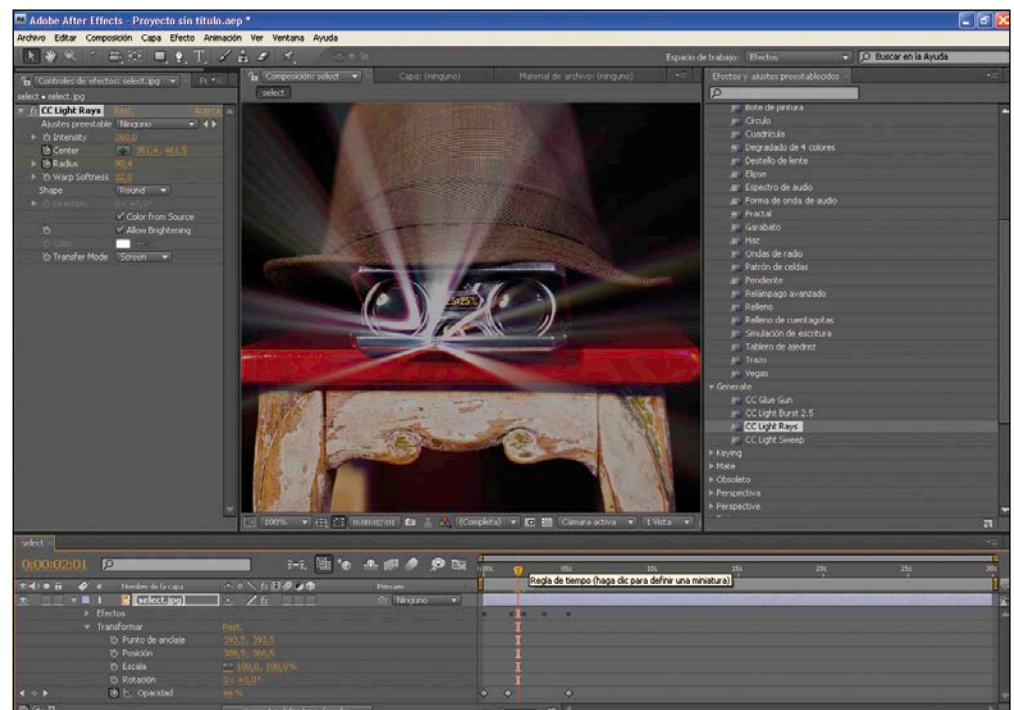 Adobe After Effects - Proyecto sin título.aep *
Archivo Editar Composición Capa Efecto Animación Ver Ventana Ayuda
Espacio de trabajo: Efectos Buscar en la Ayuda
Controles de efectos: select.jpg
select • select.jpg
CC Light Rays Rest. Acerca
Ajustes preestable Ninguno
Intensity 260,0
Center 351,4, 461,5
Radius 90,4
Warp Softness 32,0
Shape Round
Direction 0 x +0,0°
Color from Source
Allow Brightening
Color
Transfer Mode Screen
Composición: select Capa: (ninguno) Material de archivo: (ninguno)
select
100% 0:00:02:01 (Completa) Cámara activa 1 Vista
Efectos y ajustes preestablecidos
Bote de pintura
Círculo
Cuadrícula
Degradado de 4 colores
Destello de lente
Elipse
Espectro de audio
Forma de onda de audio
Fractal
Garabato
Haz
Ondas de radio
Patrón de celdas
Pendiente
Relámpago avanzado
Relleno
Relleno de cuentagotas
Simulación de escritura
Tablero de ajedrez
Trazo
Vegas
Generate
CC Glue Gun
CC Light Burst 2.5
CC Light Rays
CC Light Sweep
Keying
Mate
Obsoleto
Perspectiva
Perspective
select
0:00:02:01
05s 10s 15s 20s 25s 30s
Regla de tiempo (haga clic para definir una miniatura)
# Nombre de la capa
1 [select.jpg] Ninguno
Efectos
Transformar Rest.
Punto de anclaje 393,5, 393,5
Posición
Escala 100,0, 100,0%
Rotación 0 x +0,0°
Opacidad 66 %